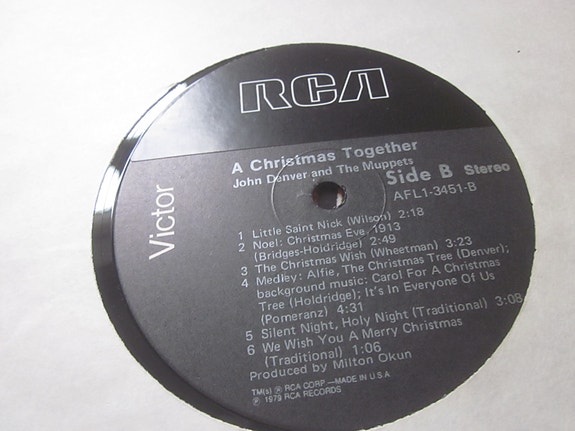 RCA
Victor
A Christmas Together
John Denver and The Muppets
Side B Stereo
AFL1-3451-B
1 Little Saint Nick (Wilson) 2:18
2 Noel: Christmas Eve, 1913
(Bridges-Holdridge) 2:49
3 The Christmas Wish (Wheetman) 3:23
4 Medley: Alfie, The Christmas Tree (Denver);
background music: Carol For A Christmas
Tree (Holdridge); It's In Everyone Of Us
(Pomeranz) 4:31
5 Silent Night, Holy Night (Traditional) 3:08
6 We Wish You A Merry Christmas
(Traditional) 1:06
Produced by Milton Okun
TM(s) ® RCA CORP —MADE IN U.S.A
℗ 1979 RCA RECORDS